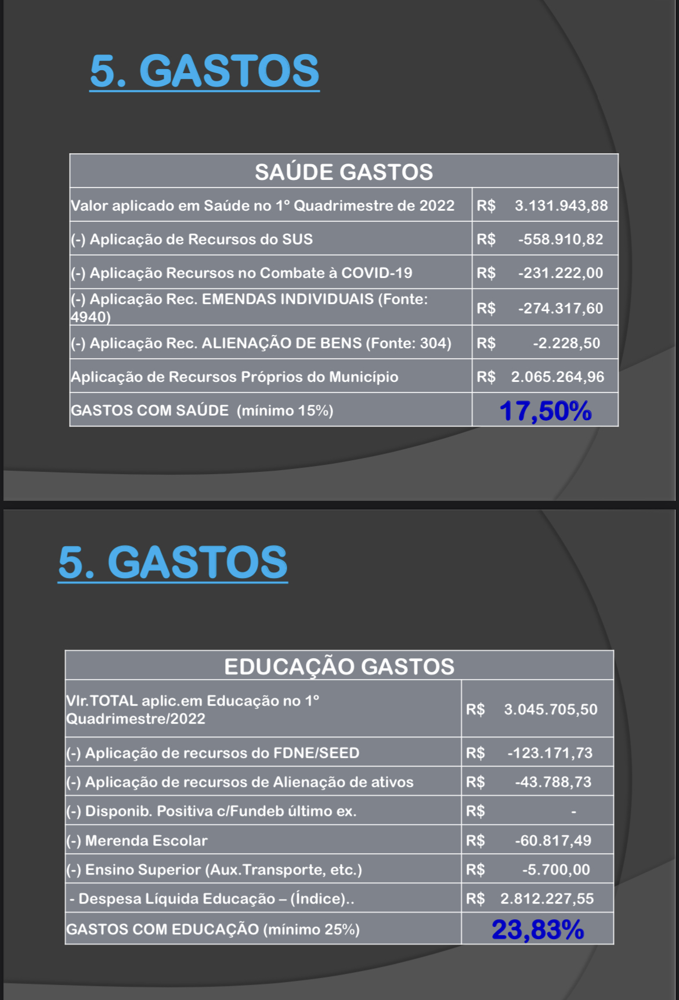 5. GASTOS
SAÚDE GASTOS
Valor aplicado em Saúde no 1º Quadrimestre de 2022 R$ 3.131.943,88
(-) Aplicação de Recursos do SUS R$ -558.910,82
(-) Aplicação Recursos no Combate à COVID-19 R$ -231.222,00
(-) Aplicação Rec. EMENDAS INDIVIDUAIS (Fonte:
4940) R$ -274.317,60
(-) Aplicação Rec. ALIENAÇÃO DE BENS (Fonte: 304) R$ -2.228,50
Aplicação de Recursos Próprios do Município R$ 2.065.264,96
GASTOS COM SAÚDE (mínimo 15%) 17,50%
5. GASTOS
EDUCAÇÃO GASTOS
Vlr.TOTAL aplic.em Educação no 1º
Quadrimestre/2022 R$ 3.045.705,50
(-) Aplicação de recursos do FDNE/SEED R$ -123.171,73
(-) Aplicação de recursos de Alienação de ativos R$ -43.788,73
(-) Disponib. Positiva c/Fundeb último ex. R$ -
(-) Merenda Escolar R$ -60.817,49
(-) Ensino Superior (Aux.Transporte, etc.) R$ -5.700,00
- Despesa Líquida Educação – (Índice).. R$ 2.812.227,55
GASTOS COM EDUCAÇÃO (mínimo 25%) 23,83%